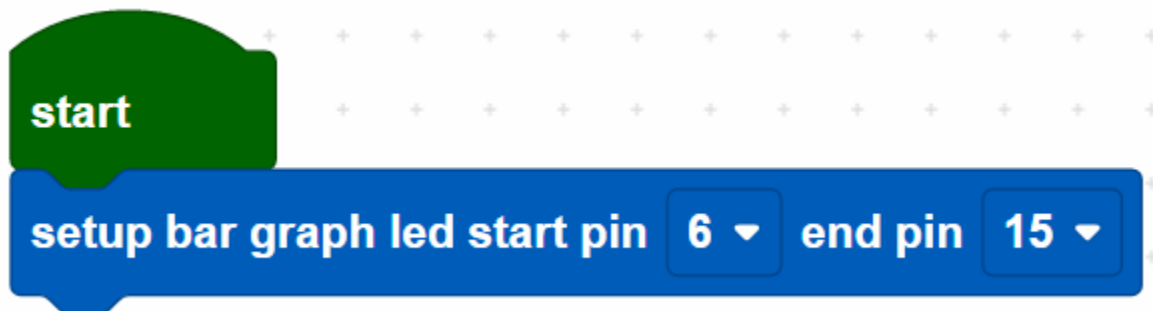 start
setup bar graph led start pin 6 end pin 15